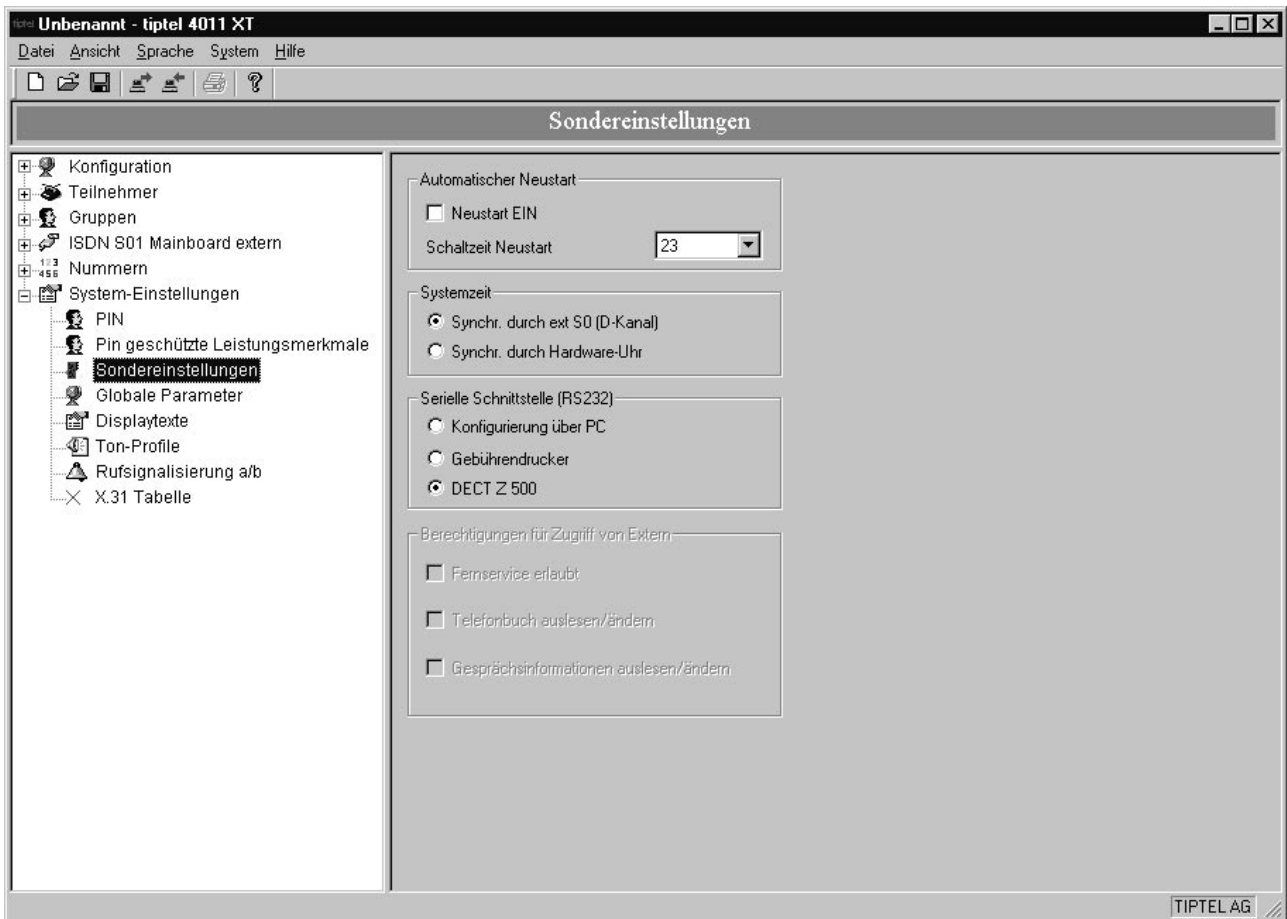 tiptel Unbenannt - tiptel 4011 XT
Datei Ansicht Sprache System Hilfe
Sondereinstellungen
Konfiguration
Teilnehmer
Gruppen
ISDN S01 Mainboard extern
123
456 Nummern
System-Einstellungen
PIN
Pin geschützte Leistungsmerkmale
Sondereinstellungen
Globale Parameter
Displaytexte
Ton-Profile
Rufsignalisierung a/b
X.31 Tabelle
Automatischer Neustart
Neustart EIN
Schaltzeit Neustart 23
Systemzeit
Synchr. durch ext S0 (D-Kanal)
Synchr. durch Hardware-Uhr
Serielle Schnittstelle (RS232)
Konfigurierung über PC
Gebührendrucker
DECT Z 500
Berechtigungen für Zugriff von Extern
Fernservice erlaubt
Telefonbuch auslesen/ändern
Gesprächsinformationen auslesen/ändern
TIPTEL AG